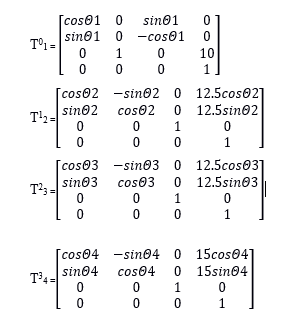 cosθ1 0 sinθ1 0
sinθ1 0 −cosθ1 0
T⁰₁= 0 1 0 10
0 0 0 1
cosθ2 −sinθ2 0 12.5cosθ2
sinθ2 cosθ2 0 12.5sinθ2
T¹₂= 0 0 1 0
0 0 0 1
cosθ3 −sinθ3 0 12.5cosθ3
sinθ3 cosθ3 0 12.5sinθ3
T²₃= 0 0 1 0
0 0 0 1
cosθ4 −sinθ4 0 15cosθ4
sinθ4 cosθ4 0 15sinθ4
T³₄= 0 0 1 0
0 0 0 1